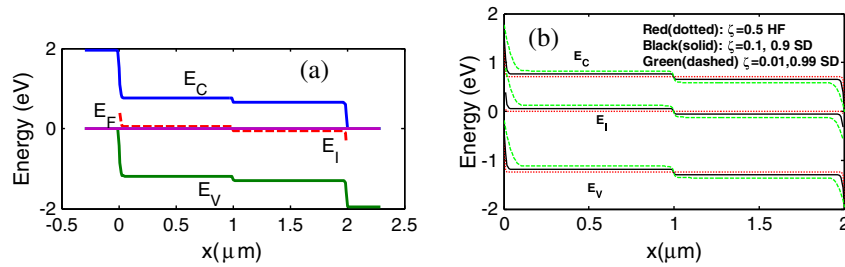 (a)
Energy (eV)
2
0
-2
E_C
E_F
E_I
E_V
-0.5 0 0.5 1 1.5 2 2.5
x(μm)
(b)
Energy (eV)
2
1
0
-1
-2
Red(dotted): ζ=0.5 HF
Black(solid): ζ=0.1, 0.9 SD
Green(dashed) ζ=0.01,0.99 SD
E_C
E_I
E_V
0 0.5 1 1.5 2
x(μm)